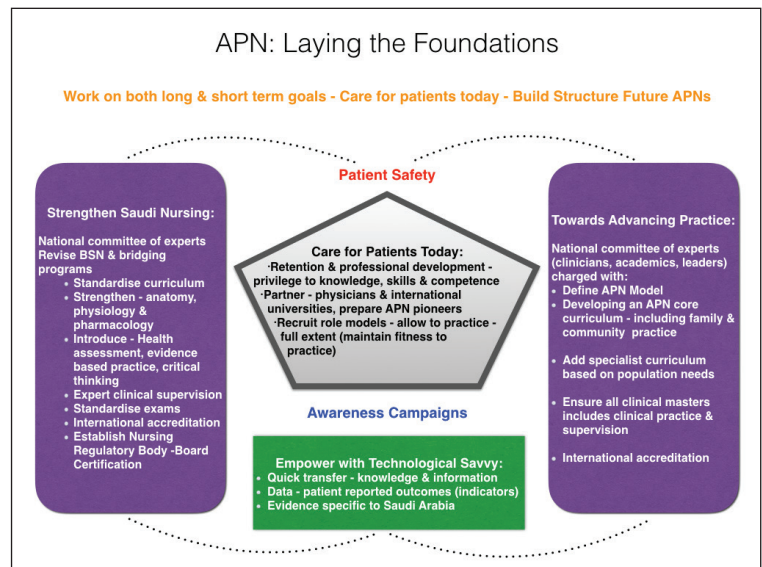 APN: Laying the Foundations
Work on both long & short term goals - Care for patients today - Build Structure Future APNs
Strengthen Saudi Nursing:
National committee of experts
Revise BSN & bridging
programs
• Standardise curriculum
• Strengthen - anatomy,
physiology &
pharmacology
• Introduce - Health
assessment, evidence
based practice, critical
thinking
• Expert clinical supervision
• Standardise exams
• International accreditation
• Establish Nursing
Regulatory Body -Board
Certification
Patient Safety
Care for Patients Today:
·Retention & professional development -
privilege to knowledge, skills & competence
·Partner - physicians & international
universities, prepare APN pioneers
·Recruit role models - allow to practice -
full extent (maintain fitness to
practice)
Awareness Campaigns
Empower with Technological Savvy:
• Quick transfer - knowledge & information
• Data - patient reported outcomes (indicators)
• Evidence specific to Saudi Arabia
Towards Advancing Practice:
National committee of experts
(clinicians, academics, leaders)
charged with:
• Define APN Model
• Developing an APN core
curriculum - including family &
community practice
• Add specialist curriculum
based on population needs
• Ensure all clinical masters
includes clinical practice &
supervision
• International accreditation